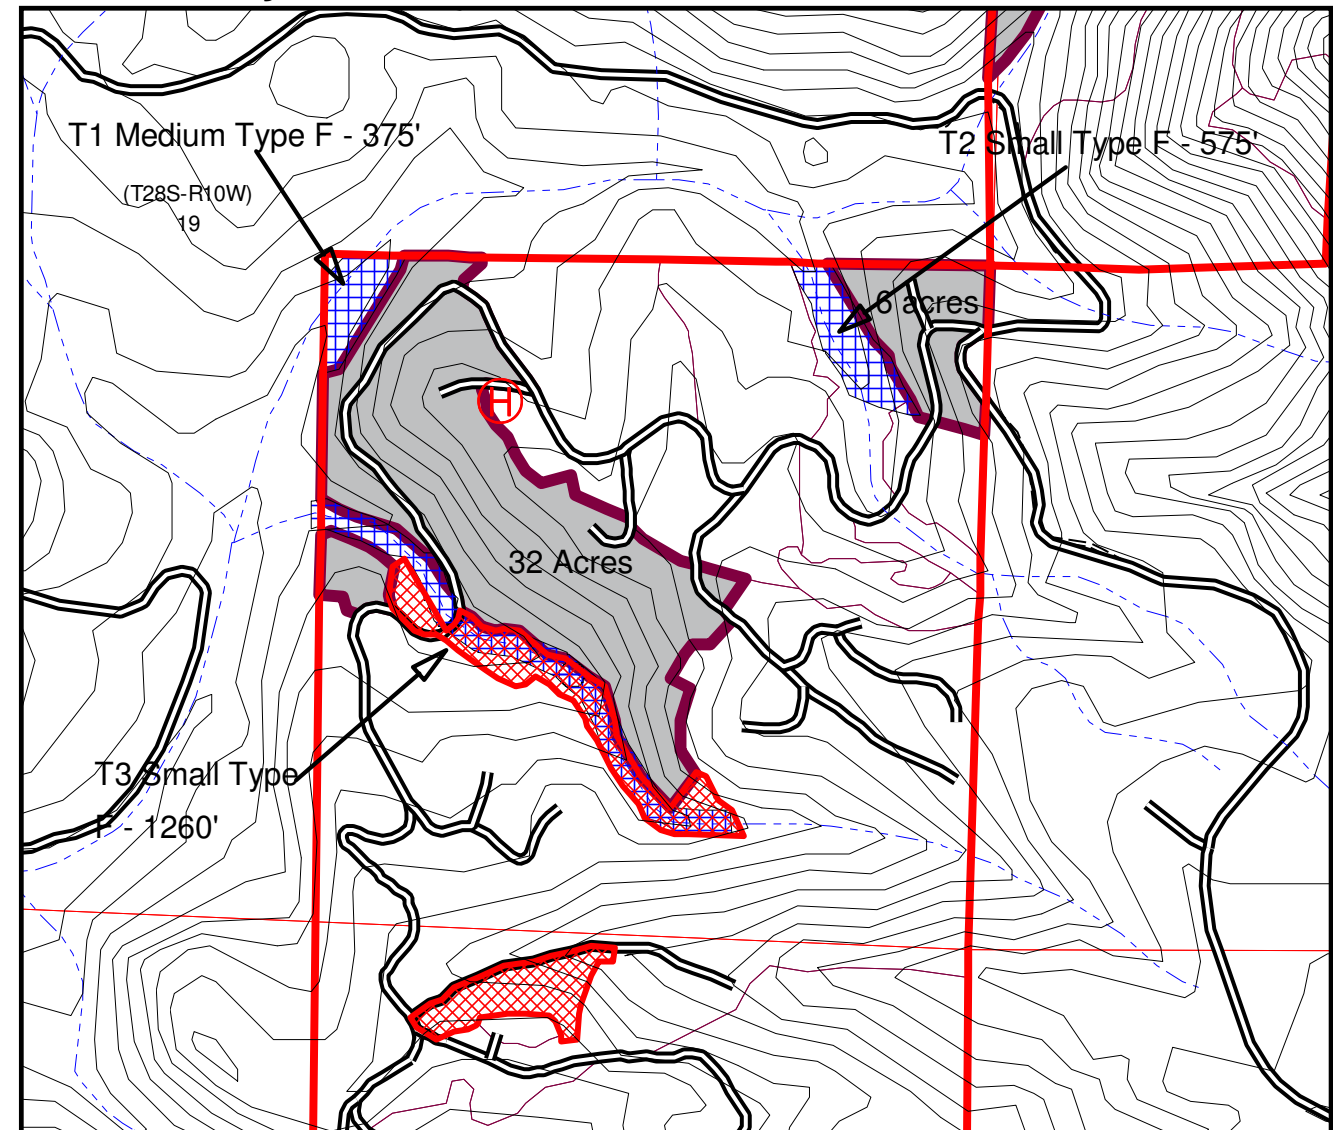 T1 Medium Type F - 375'
T2 Small Type F - 575'
(T28S-R10W)
19
6 acres
H
32 Acres
T3 Small Type
F - 1260'